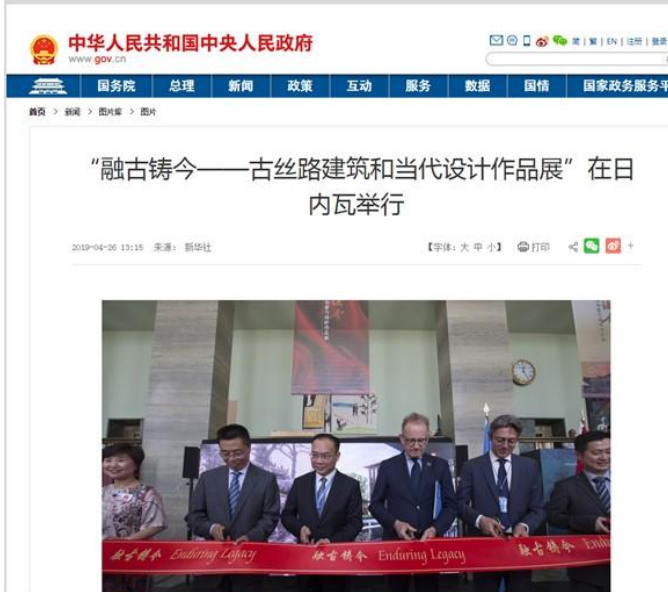 中华人民共和国中央人民政府
www.gov.cn
简 | 繁 | EN | 注册 | 登录
国务院 总理 新闻 政策 互动 服务 数据 国情 国家政务服务平
首页 > 新闻 > 图片库 > 图片
“融古铸今——古丝路建筑和当代设计作品展”在日
内瓦举行
2019-04-26 13:15 来源： 新华社 【字体：大 中 小】 打印 +
融古铸今 Enduring Legacy 融古铸今 Enduring Legacy 融古铸今 Endu